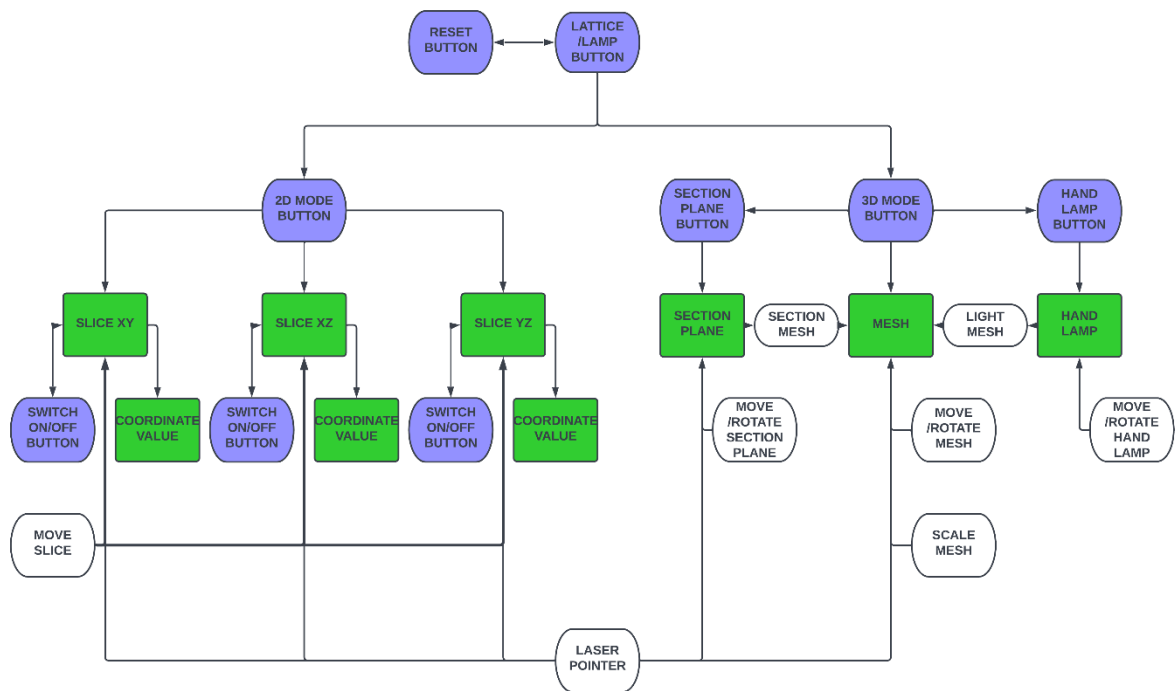 RESET
BUTTON
LATTICE
/LAMP
BUTTON
2D MODE
BUTTON
SECTION
PLANE
BUTTON
3D MODE
BUTTON
HAND
LAMP
BUTTON
SLICE XY
SLICE XZ
SLICE YZ
SECTION
PLANE
SECTION
MESH
MESH
LIGHT
MESH
HAND
LAMP
SWITCH
ON/OFF
BUTTON
COORDINATE
VALUE
SWITCH
ON/OFF
BUTTON
COORDINATE
VALUE
SWITCH
ON/OFF
BUTTON
COORDINATE
VALUE
MOVE
/ROTATE
SECTION
PLANE
MOVE
/ROTATE
MESH
MOVE
/ROTATE
HAND
LAMP
MOVE
SLICE
SCALE
MESH
LASER
POINTER